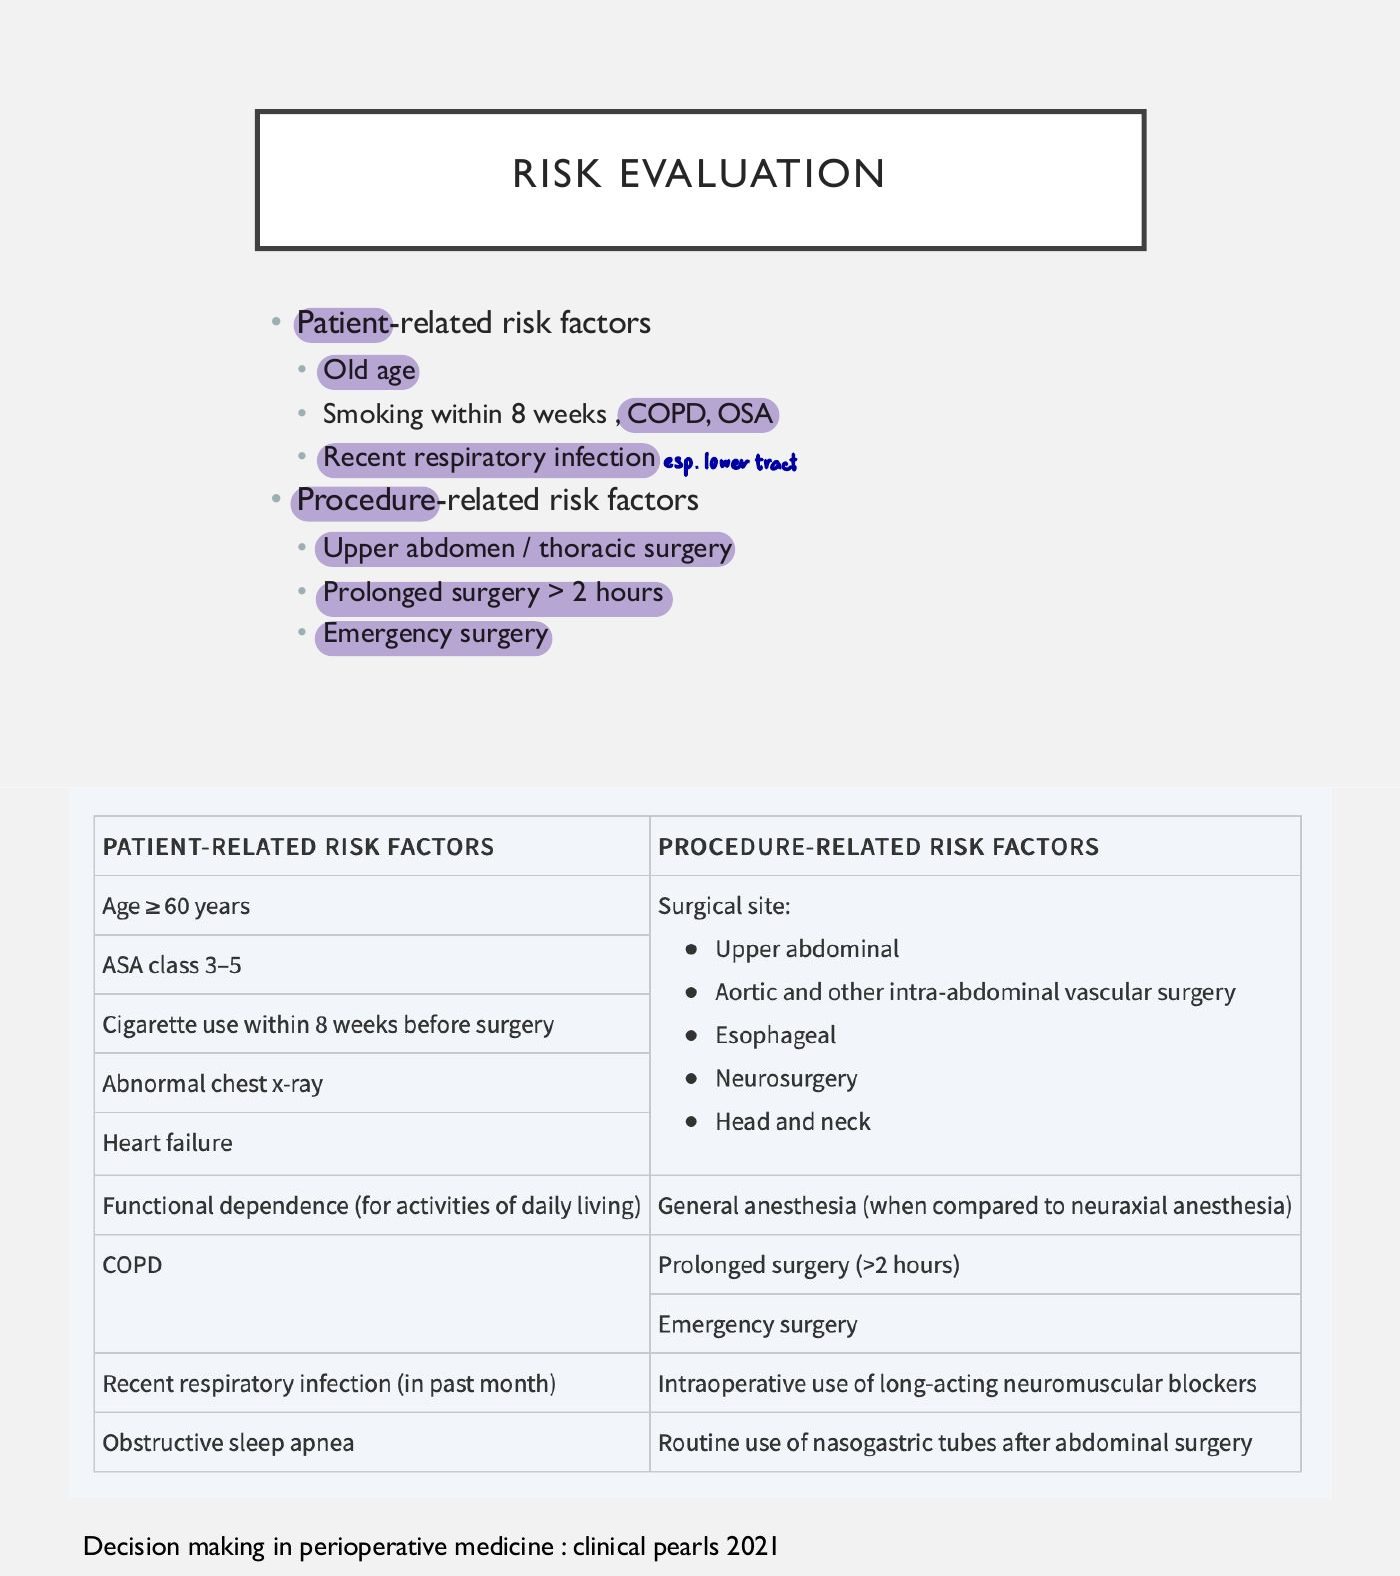 RISK EVALUATION
• Patient-related risk factors
• Old age
• Smoking within 8 weeks , COPD, OSA
• Recent respiratory infection esp. lower tract
• Procedure-related risk factors
• Upper abdomen / thoracic surgery
• Prolonged surgery > 2 hours
• Emergency surgery
PATIENT-RELATED RISK FACTORS
Age ≥ 60 years
ASA class 3–5
Cigarette use within 8 weeks before surgery
Abnormal chest x-ray
Heart failure
Functional dependence (for activities of daily living)
COPD
Recent respiratory infection (in past month)
Obstructive sleep apnea
PROCEDURE-RELATED RISK FACTORS
Surgical site:
● Upper abdominal
● Aortic and other intra-abdominal vascular surgery
● Esophageal
● Neurosurgery
● Head and neck
General anesthesia (when compared to neuraxial anesthesia)
Prolonged surgery (>2 hours)
Emergency surgery
Intraoperative use of long-acting neuromuscular blockers
Routine use of nasogastric tubes after abdominal surgery
Decision making in perioperative medicine : clinical pearls 2021